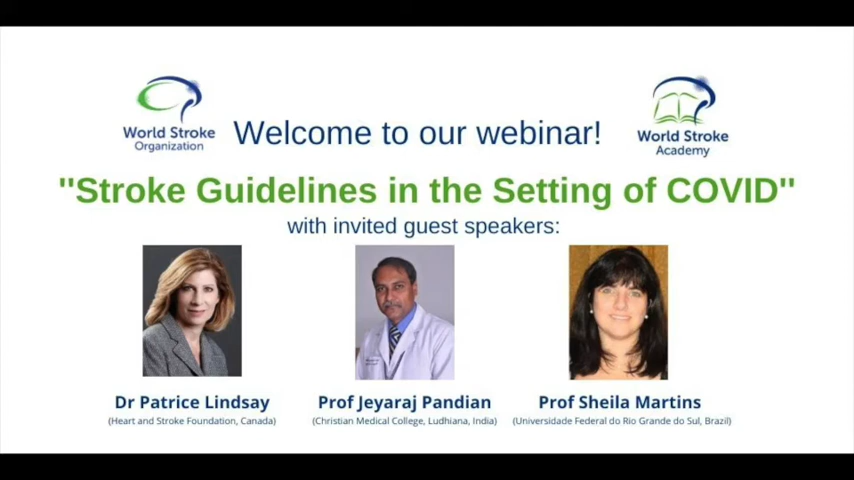 World Stroke
Organization
Welcome to our webinar!
World Stroke
Academy
"Stroke Guidelines in the Setting of COVID"
with invited guest speakers:
Dr Patrice Lindsay
(Heart and Stroke Foundation, Canada)
Prof Jeyaraj Pandian
(Christian Medical College, Ludhiana, India)
Prof Sheila Martins
(Universidade Federal do Rio Grande do Sul, Brazil)